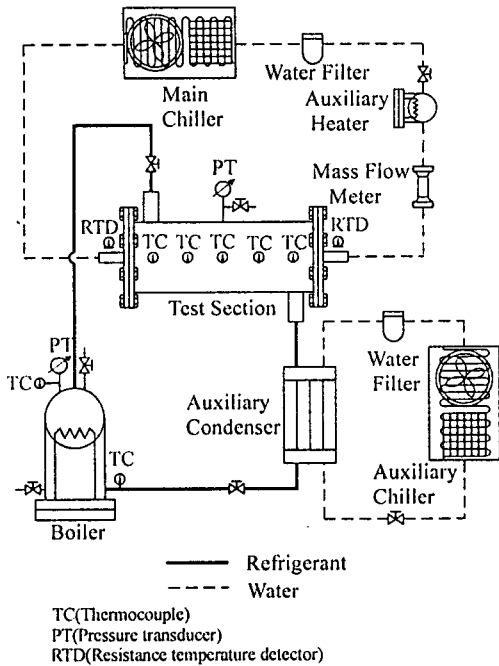 Main
Chiller
Water Filter
Auxiliary
Heater
Mass Flow
Meter
PT
RTD
TC TC TC TC TC
RTD
Test Section
PT
TC
TC
Boiler
Auxiliary
Condenser
Water
Filter
Auxiliary
Chiller
Refrigerant
Water
TC(Thermocouple)
PT(Pressure transducer)
RTD(Resistance temperature detector)